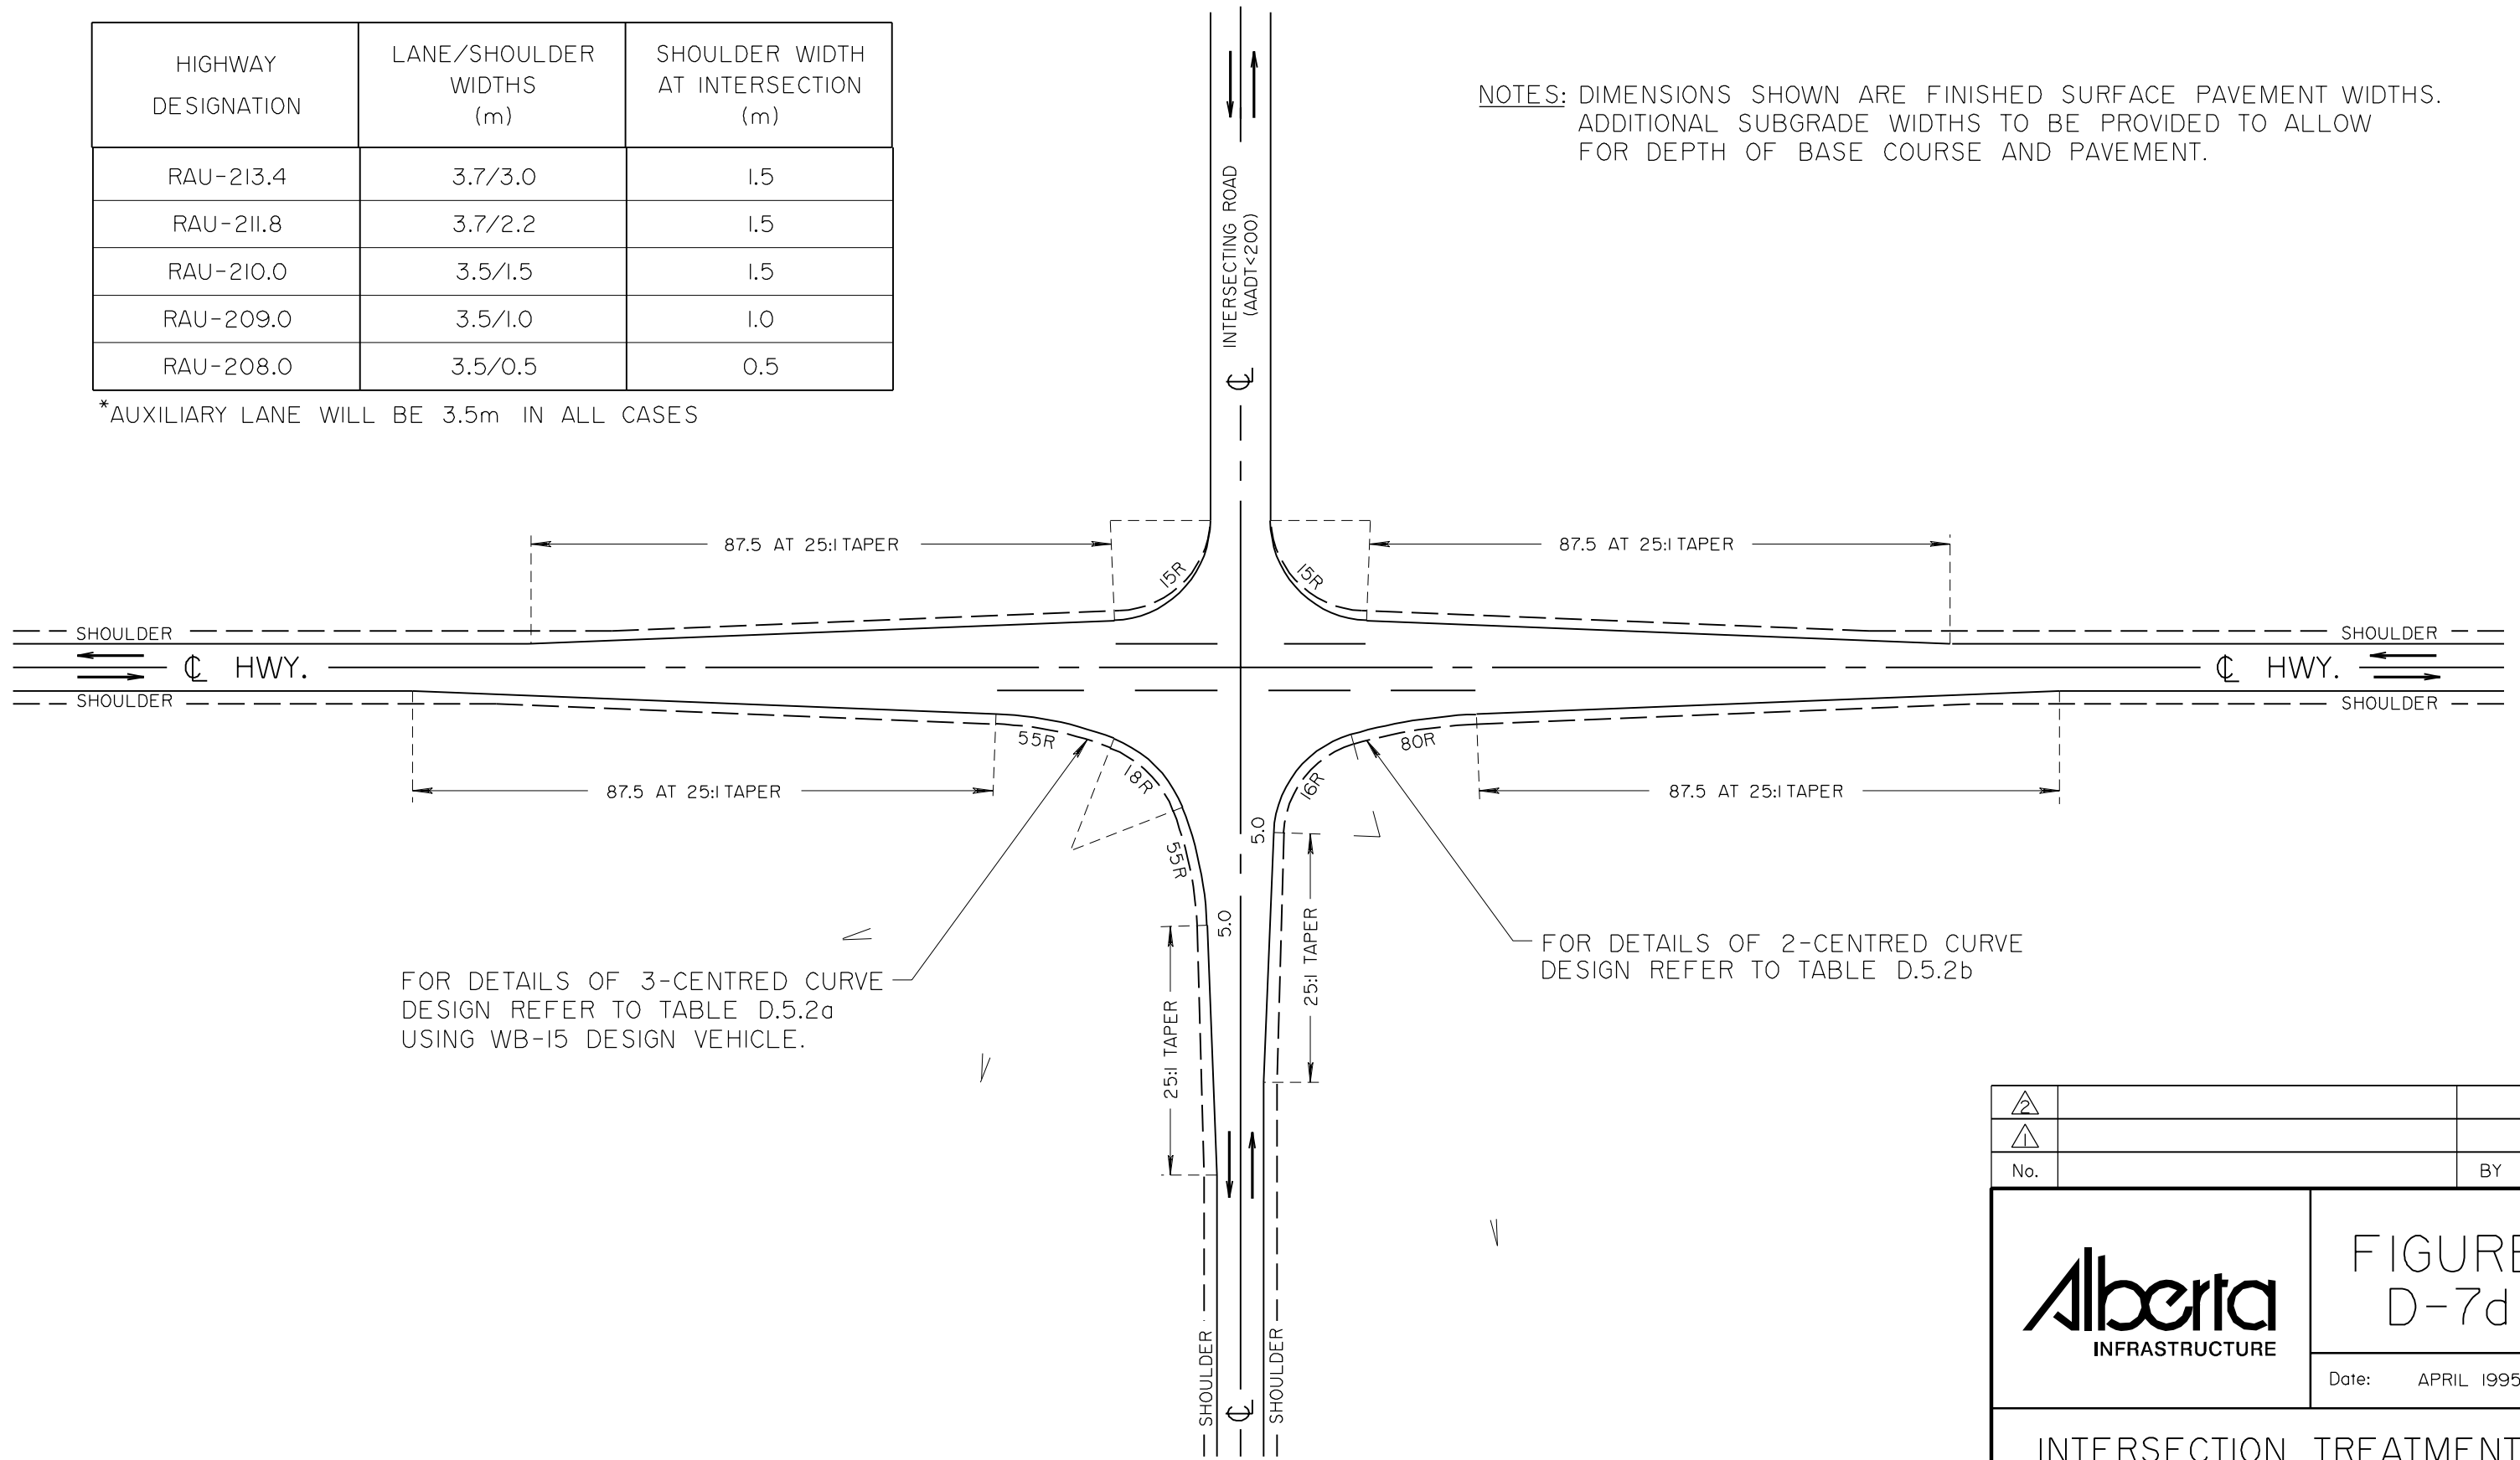 HIGHWAY DESIGNATION
LANE/SHOULDER WIDTHS (m)
SHOULDER WIDTH AT INTERSECTION (m)
RAU-213.4 3.7/3.0 1.5
RAU-211.8 3.7/2.2 1.5
RAU-210.0 3.5/1.5 1.5
RAU-209.0 3.5/1.0 1.0
RAU-208.0 3.5/0.5 0.5
*AUXILIARY LANE WILL BE 3.5m IN ALL CASES
NOTES: DIMENSIONS SHOWN ARE FINISHED SURFACE PAVEMENT WIDTHS.
ADDITIONAL SUBGRADE WIDTHS TO BE PROVIDED TO ALLOW
FOR DEPTH OF BASE COURSE AND PAVEMENT.
INTERSECTING ROAD
(AADT<200)
℄
87.5 AT 25:1 TAPER
87.5 AT 25:1 TAPER
15R
15R
SHOULDER
SHOULDER
℄ HWY.
℄ HWY.
SHOULDER
SHOULDER
55R
18R
55R
80R
16R
87.5 AT 25:1 TAPER
87.5 AT 25:1 TAPER
5.0
5.0
25:1 TAPER
25:1 TAPER
FOR DETAILS OF 3-CENTRED CURVE
DESIGN REFER TO TABLE D.5.2a
USING WB-15 DESIGN VEHICLE.
FOR DETAILS OF 2-CENTRED CURVE
DESIGN REFER TO TABLE D.5.2b
SHOULDER
℄
SHOULDER
2
1
No. BY
Alberta
INFRASTRUCTURE
FIGURE
D-7d
Date: APRIL 1995
INTERSECTION TREATMENT